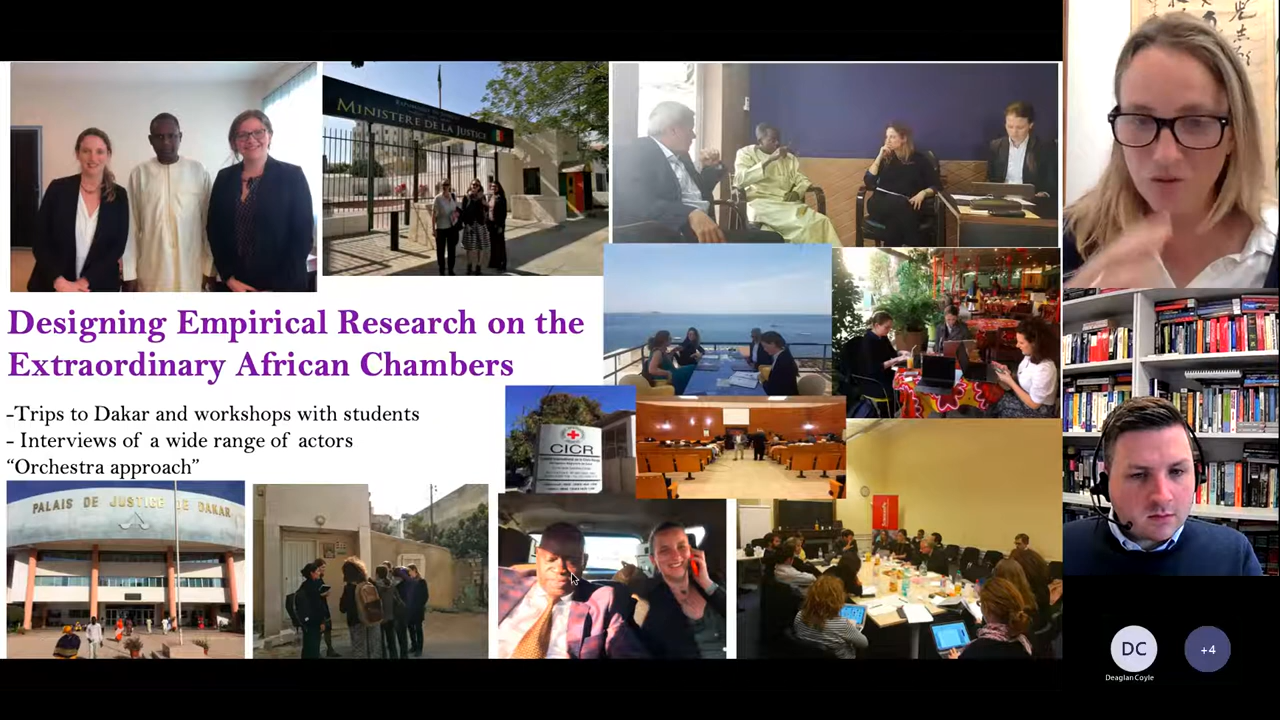 MINISTERE DE LA JUSTICE
Designing Empirical Research on the
Extraordinary African Chambers
-Trips to Dakar and workshops with students
- Interviews of a wide range of actors
“Orchestra approach”
CICR
PALAIS DE JUSTICE DE DAKAR
DC
+4
Deaglan Coyle